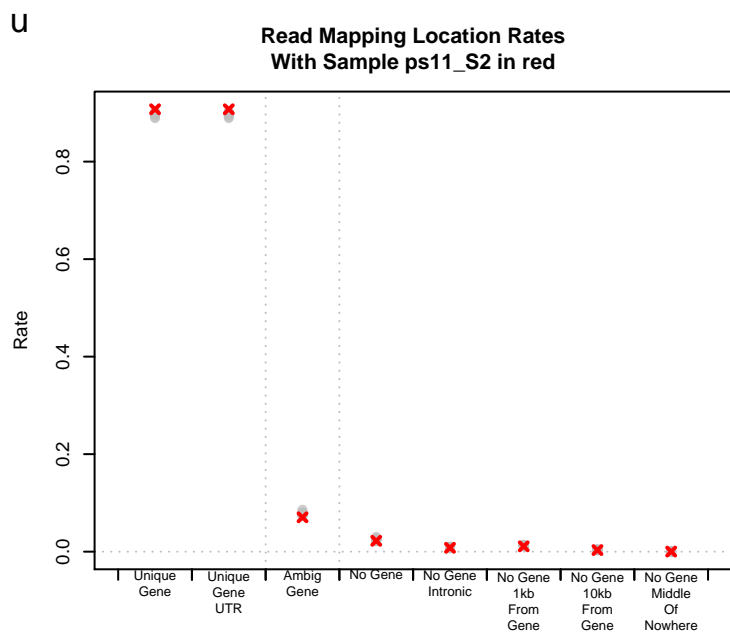 u
Read Mapping Location Rates
With Sample ps11_S2 in red
Rate
0.8
0.6
0.4
0.2
0.0
Unique
Gene
Unique
Gene
UTR
Ambig
Gene
No Gene
No Gene
Intronic
No Gene
1kb
From
Gene
No Gene
10kb
From
Gene
No Gene
Middle
Of
Nowhere